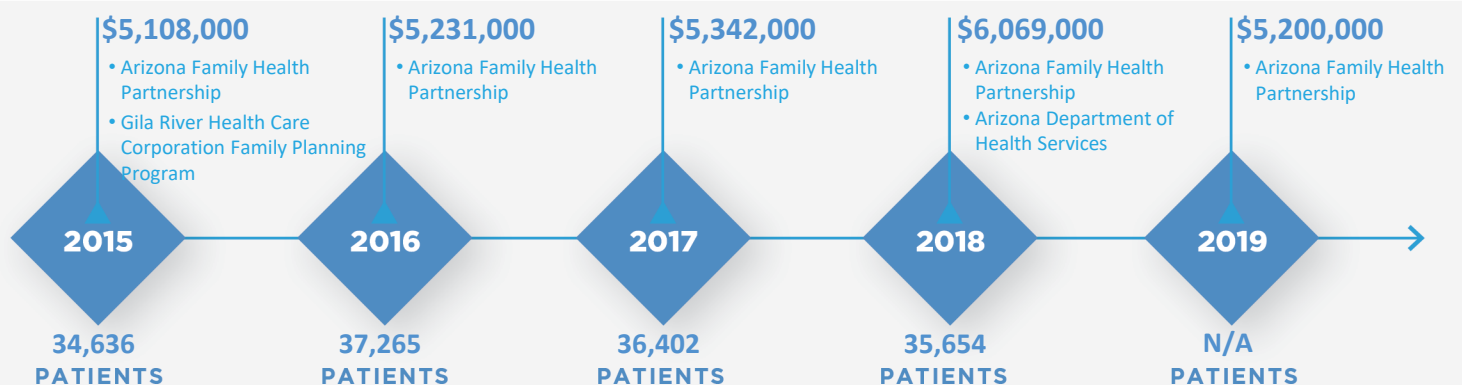 $5,108,000
• Arizona Family Health
Partnership
• Gila River Health Care
Corporation Family Planning
Program
2015
34,636
PATIENTS
$5,231,000
• Arizona Family Health
Partnership
2016
37,265
PATIENTS
$5,342,000
• Arizona Family Health
Partnership
2017
36,402
PATIENTS
$6,069,000
• Arizona Family Health
Partnership
• Arizona Department of
Health Services
2018
35,654
PATIENTS
$5,200,000
• Arizona Family Health
Partnership
2019
N/A
PATIENTS